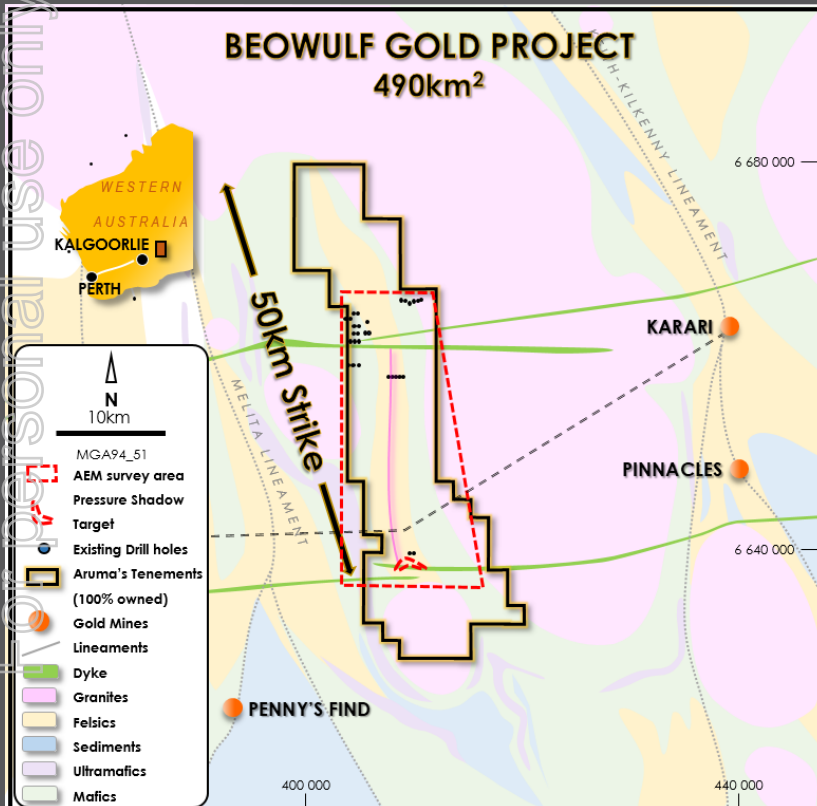 For personal use only
BEOWULF GOLD PROJECT
490km²
KEITH-KILKENNY LINEAMENT
6 680 000
WESTERN
AUSTRALIA
KALGOORLIE
PERTH
50km Strike
KARARI
MELITA LINEAMENT
PINNACLES
6 640 000
N
10km
MGA94_51
AEM survey area
Pressure Shadow
Target
Existing Drill holes
Aruma's Tenements
(100% owned)
Gold Mines
Lineaments
Dyke
Granites
Felsics
Sediments
Ultramafics
Mafics
PENNY'S FIND
400 000
440 000